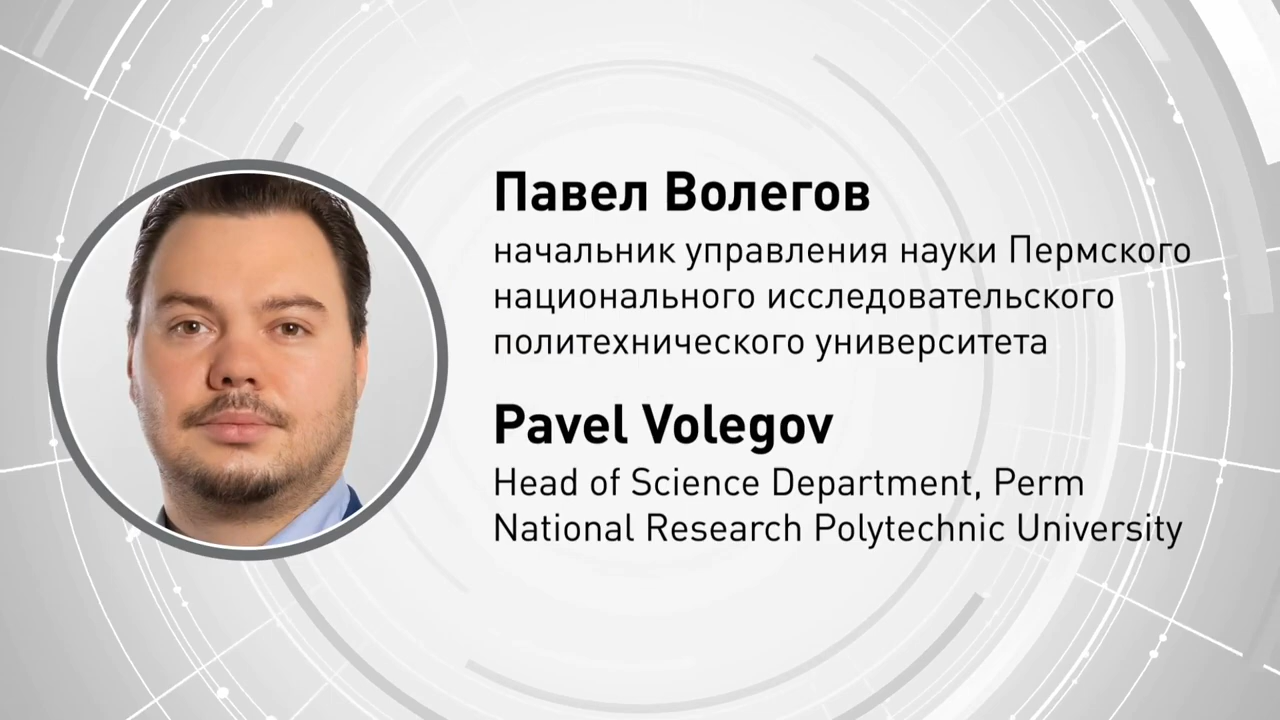 Павел Волегов
начальник управления науки Пермского
национального исследовательского
политехнического университета
Pavel Volegov
Head of Science Department, Perm
National Research Polytechnic University